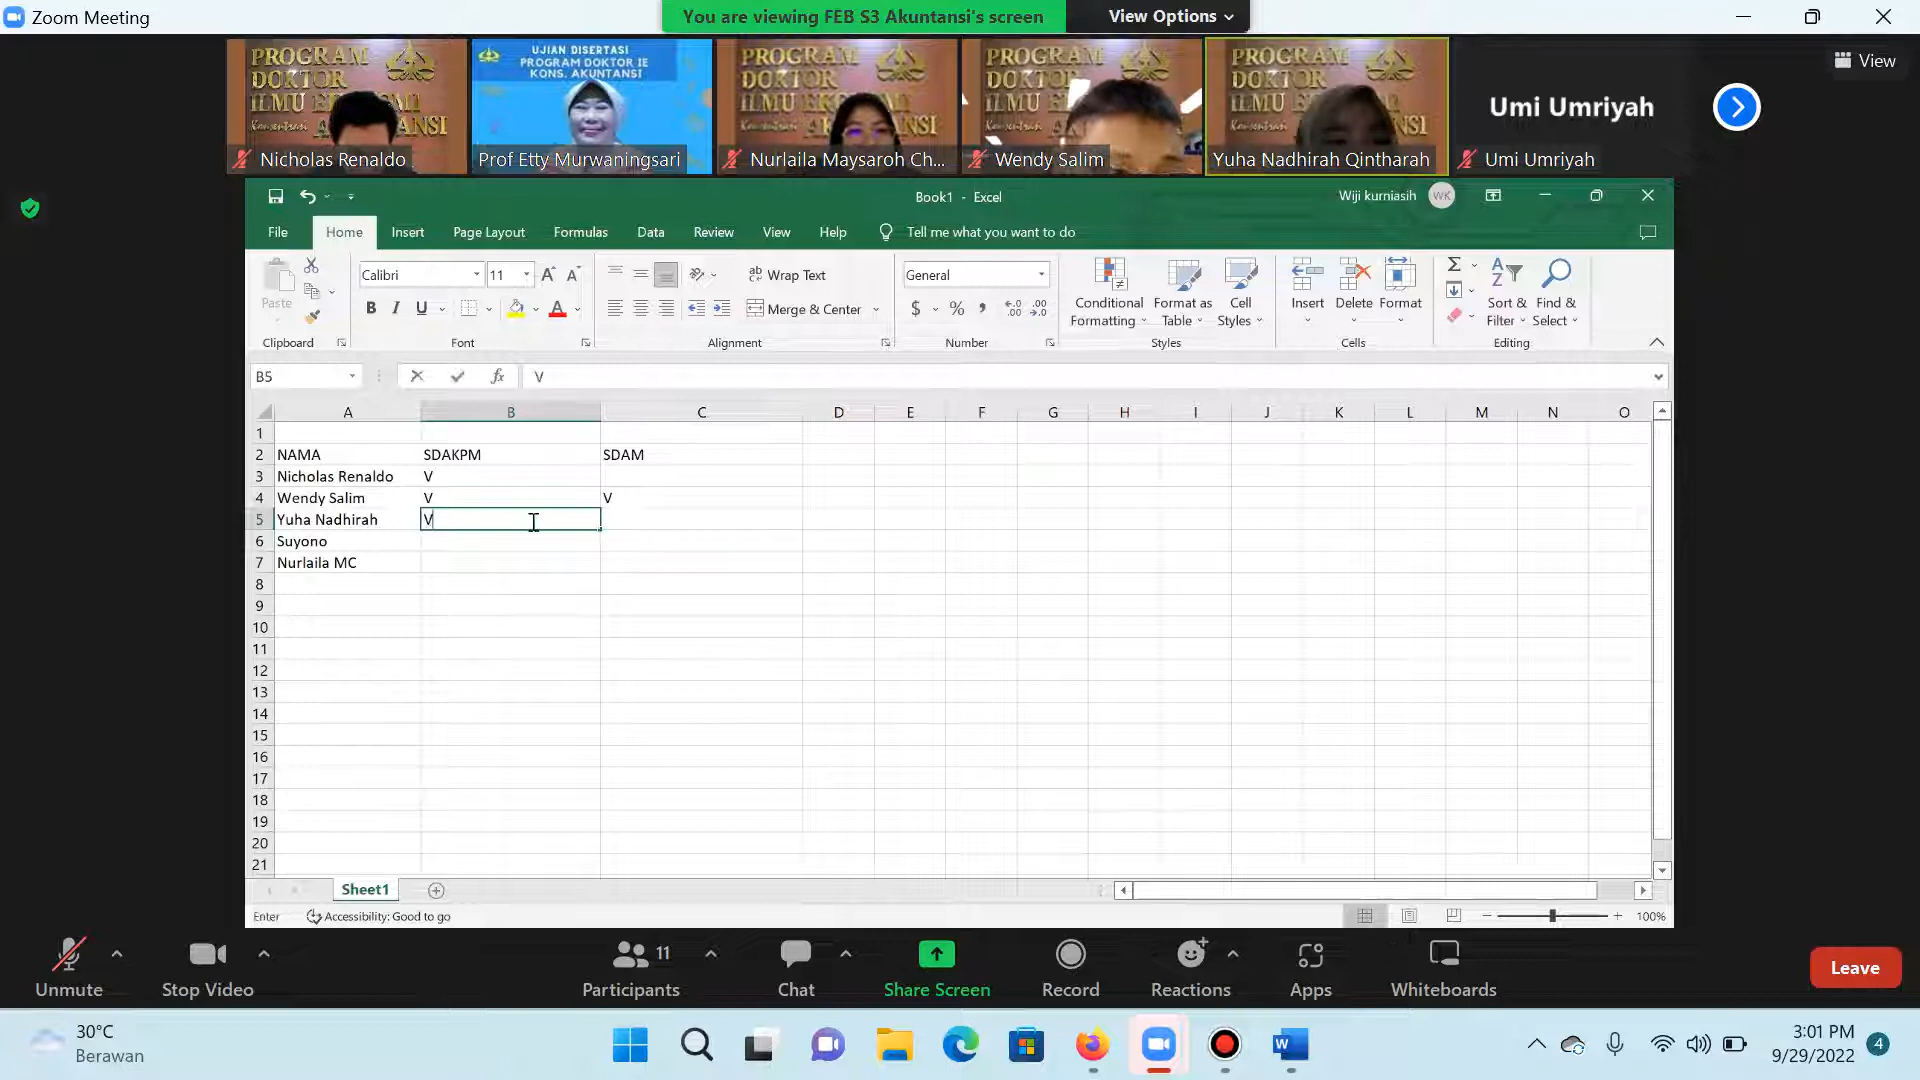 Zoom Meeting
You are viewing FEB S3 Akuntansi's screen
View Options
View
PROGRAM
DOKTOR
Nicholas Renaldo
UJIAN DISERTASI
PROGRAM DOKTOR IE
KONS. AKUNTANSI
Prof Etty Murwaningsari
PROGRAM
DOKTOR
Nurlaila Maysaroh Ch...
PROGRAM
DOKTOR
Wendy Salim
PROGRAM
DOKTOR
Yuha Nadhirah Qintharah
Umi Umriyah
Umi Umriyah
Book1 - Excel
Wiji kurniasih
WK
File Home Insert Page Layout Formulas Data Review View Help Tell me what you want to do
Paste
Clipboard
Calibri 11
B I U
Font
Wrap Text
Merge & Center
Alignment
General
$ % ,
Number
Conditional Formatting
Format as Table
Cell Styles
Styles
Insert
Delete
Format
Cells
Sort & Filter
Find & Select
Editing
B5
fx
V
A B C D E F G H I J K L M N O
1
2 NAMA SDAKPM SDAM
3 Nicholas Renaldo V
4 Wendy Salim V V
5 Yuha Nadhirah V
6 Suyono
7 Nurlaila MC
8
9
10
11
12
13
14
15
16
17
18
19
20
21
Sheet1
Enter
Accessibility: Good to go
100%
Unmute
Stop Video
11
Participants
Chat
Share Screen
Record
Reactions
Apps
Whiteboards
Leave
30°C
Berawan
W
3:01 PM
9/29/2022
4